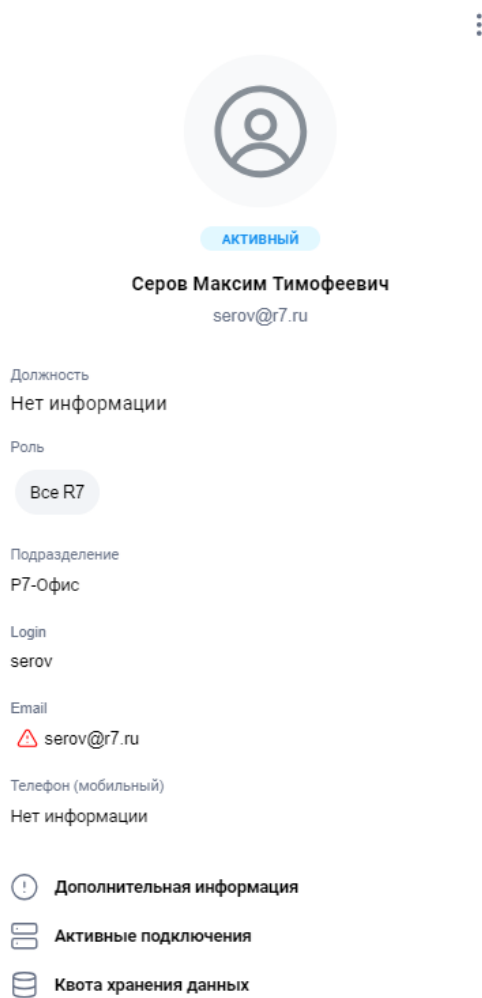 АКТИВНЫЙ
Серов Максим Тимофеевич
serov@r7.ru
Должность
Нет информации
Роль
Все R7
Подразделение
Р7-Офис
Login
serov
Email
serov@r7.ru
Телефон (мобильный)
Нет информации
Дополнительная информация
Активные подключения
Квота хранения данных